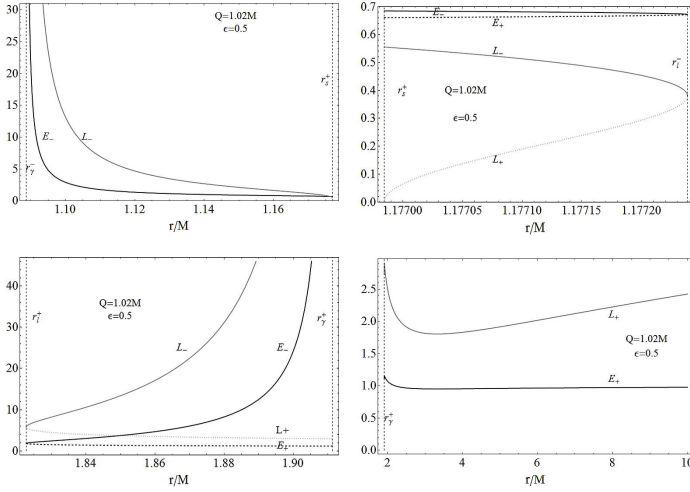 30
25
20
15
10
5
0
Q=1.02M
ϵ=0.5
r_s^+
E_−
L_−
r_γ^−
1.10
1.12
1.14
1.16
r/M
0.7
0.6
0.5
0.4
0.3
0.2
0.1
0.0
E_−
E_+
L_−
r_l^−
r_s^+
Q=1.02M
ϵ=0.5
L_+
1.17700
1.17705
1.17710
1.17715
1.17720
r/M
40
30
20
10
0
Q=1.02M
ϵ=0.5
r_l^+
r_γ^+
L_−
E_−
L+
E_+
1.84
1.86
1.88
1.90
r/M
2.5
2.0
1.5
1.0
0.5
0.0
L_+
Q=1.02M
ϵ=0.5
E_+
r_γ^+
2
4
6
8
10
r/M